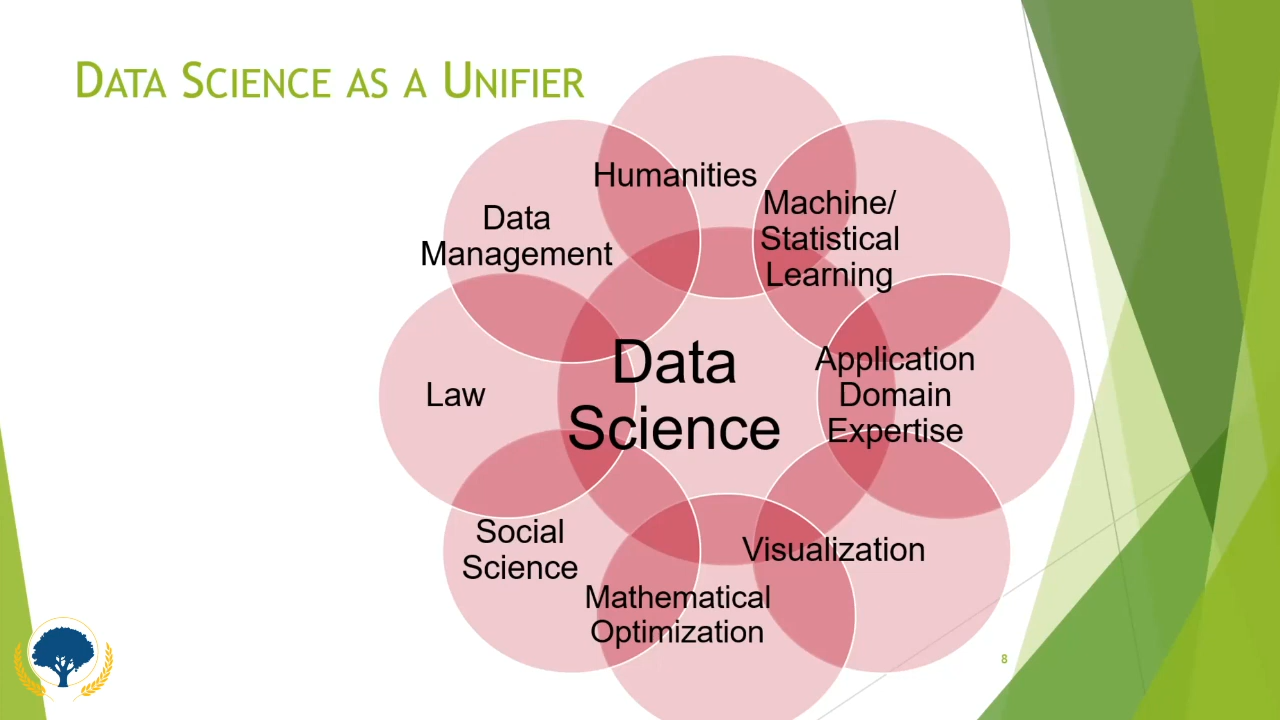 DATA SCIENCE AS A UNIFIER
Humanities
Machine/
Statistical
Learning
Application
Domain
Expertise
Visualization
Mathematical
Optimization
Social
Science
Law
Data
Management
Data
Science
8